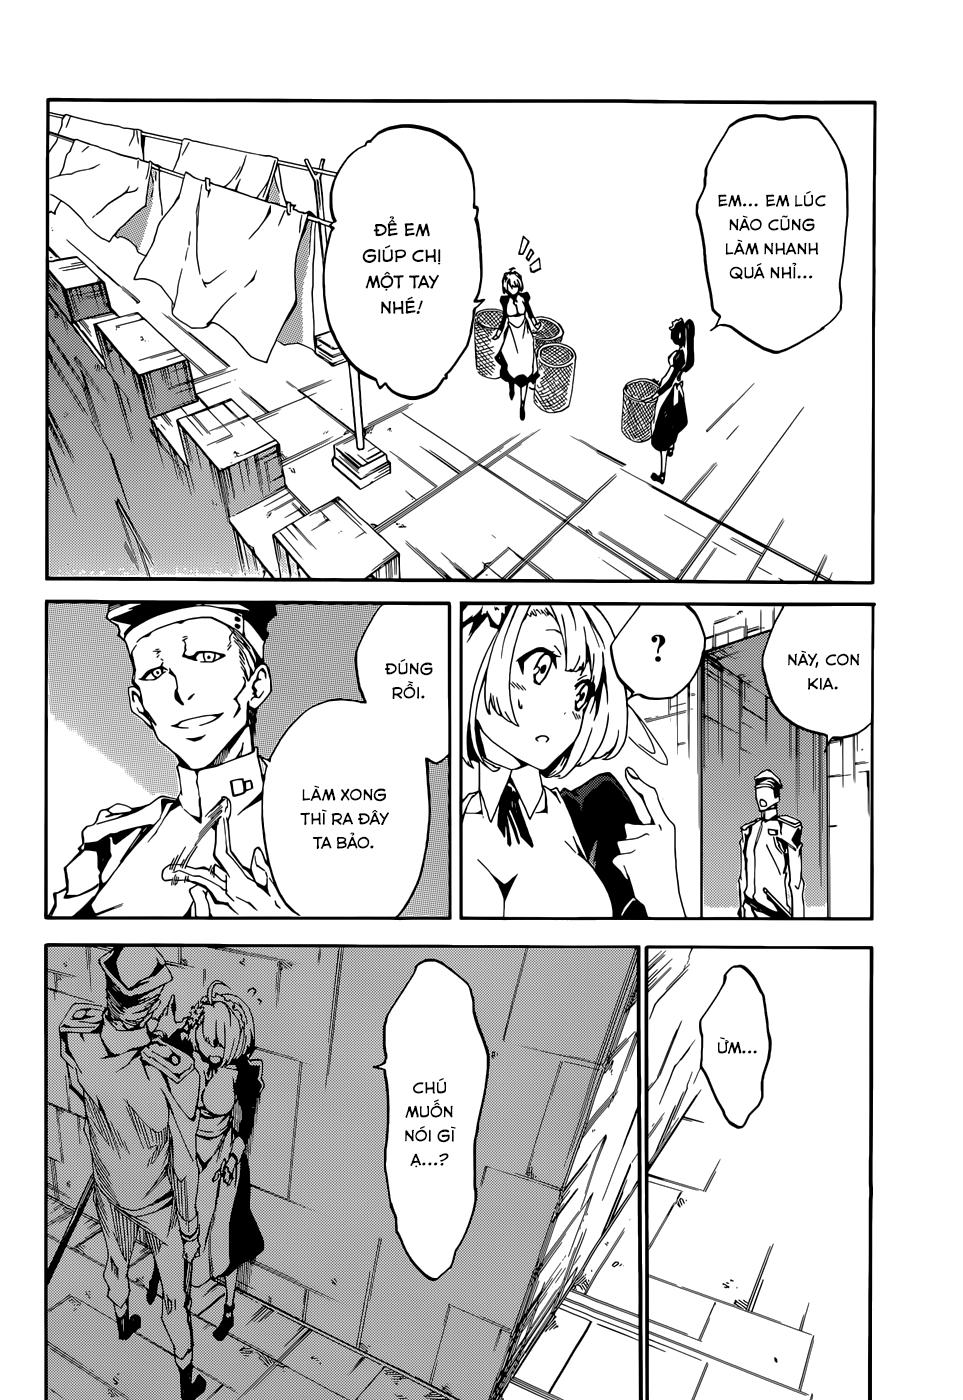 EM... EM LÚC
NÀO CŨNG
LÀM NHANH
QUÁ NHỈ...
ĐỂ EM
GIÚP CHỊ
MỘT TAY
NHÉ!
NÀY, CON
KIA.
?
ĐÚNG
RỒI.
LÀM XONG
THÌ RA ĐÂY
TA BẢO.
ỪM...
CHÚ
MUỐN
NÓI GÌ
Ạ...?